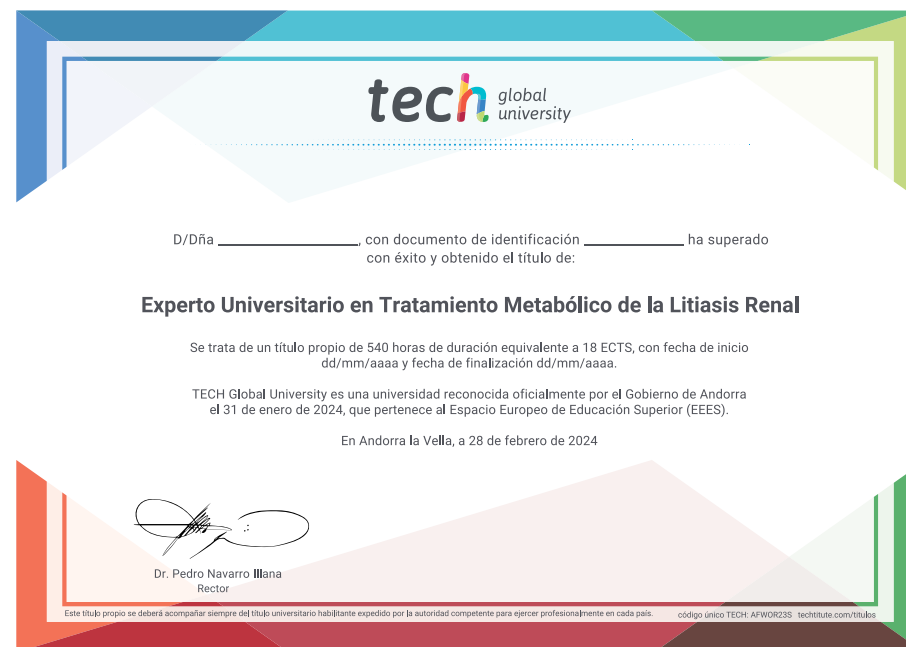 tech global university
D/Dña ____________________, con documento de identificación ______________ ha superado
con éxito y obtenido el título de:
Experto Universitario en Tratamiento Metabólico de la Litiasis Renal
Se trata de un título propio de 540 horas de duración equivalente a 18 ECTS, con fecha de inicio
dd/mm/aaaa y fecha de finalización dd/mm/aaaa.
TECH Global University es una universidad reconocida oficialmente por el Gobierno de Andorra
el 31 de enero de 2024, que pertenece al Espacio Europeo de Educación Superior (EEES).
En Andorra la Vella, a 28 de febrero de 2024
Dr. Pedro Navarro Illana
Rector
Este título propio se deberá acompañar siempre del título universitario habilitante expedido por la autoridad competente para ejercer profesionalmente en cada país.
código único TECH: AFWOR23S techtitute.com/titulos